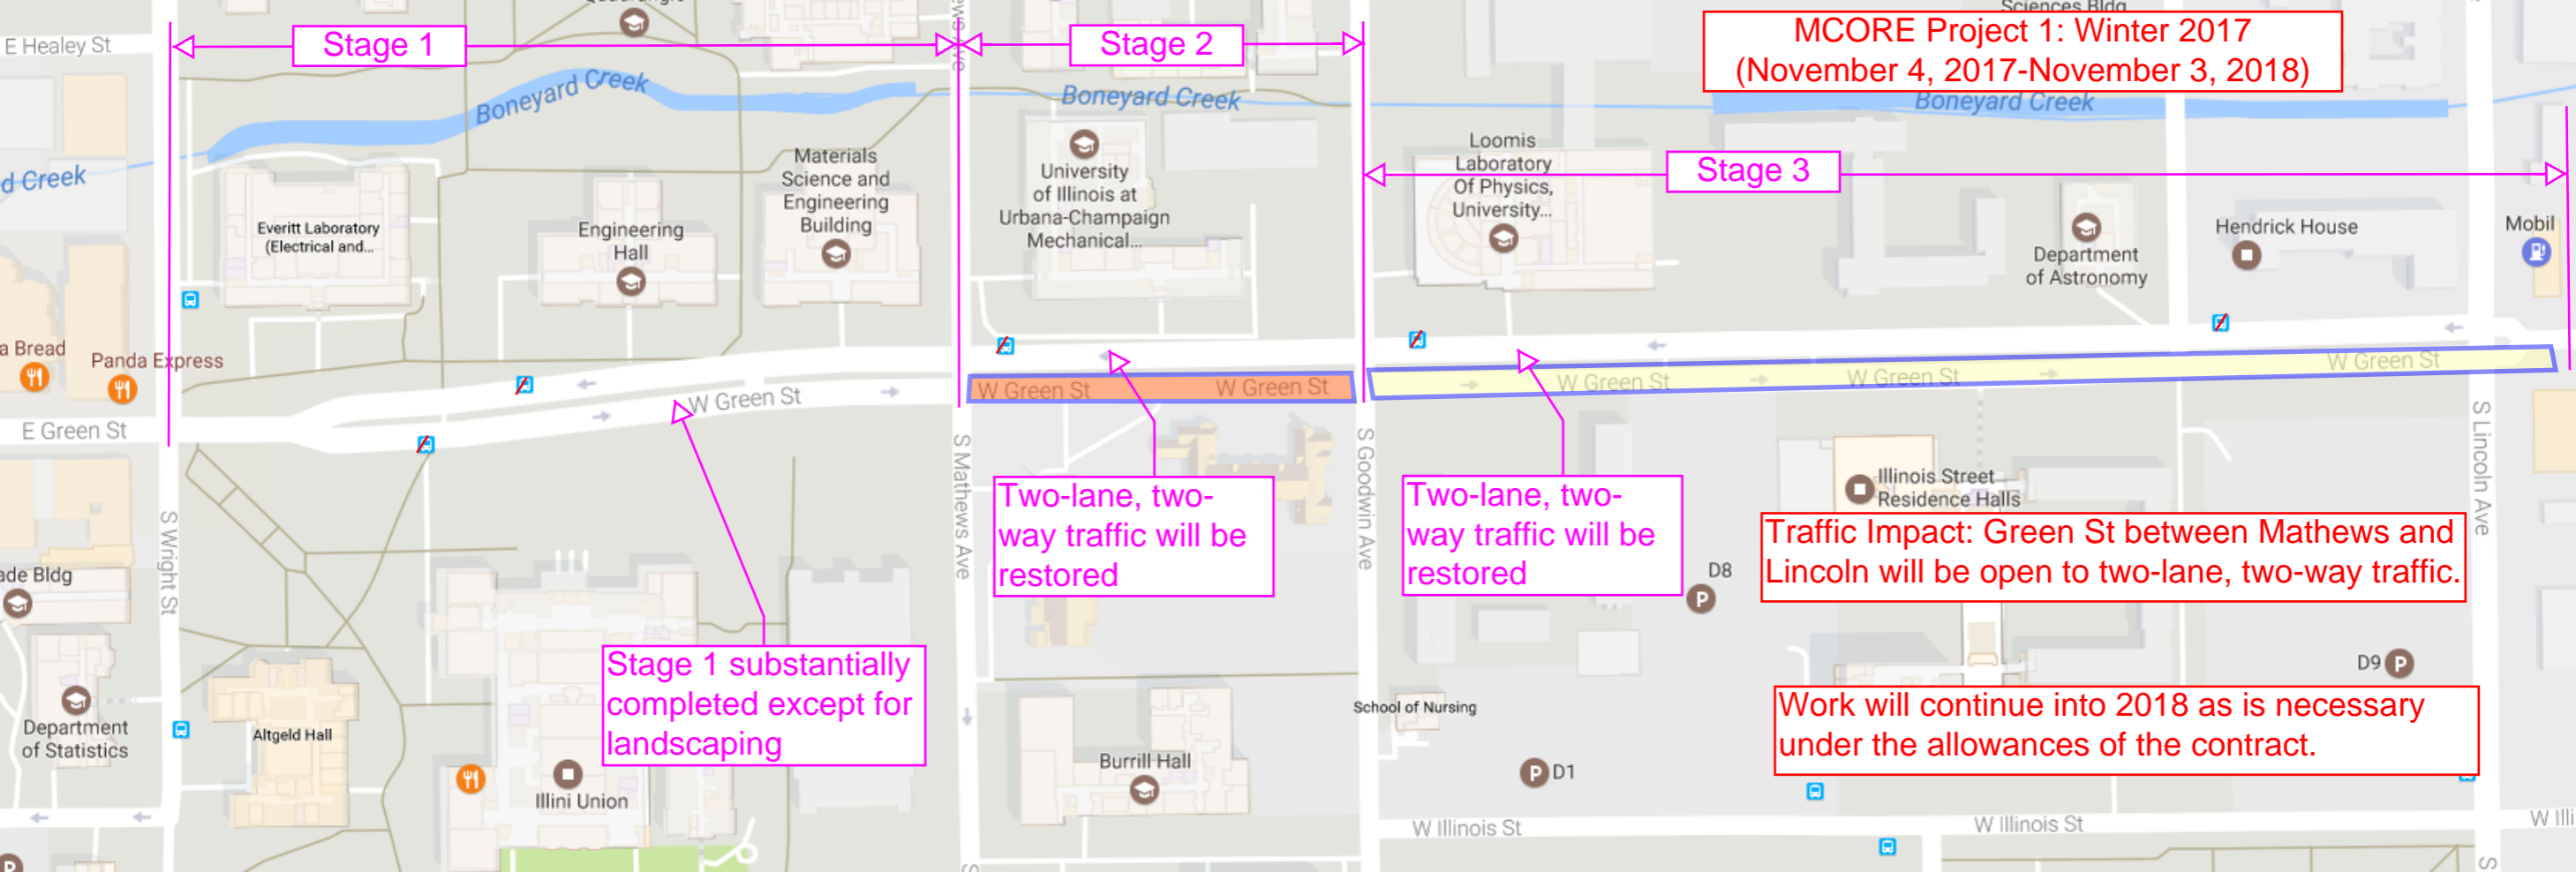 Quadrangle
Sciences Bldg
E Healey St
Stage 1
Stage 2
MCORE Project 1: Winter 2017
(November 4, 2017-November 3, 2018)
Boneyard Creek
Boneyard Creek
Boneyard Creek
d Creek
Stage 3
Materials
Science and
Engineering
Building
University
of Illinois at
Urbana-Champaign
Mechanical...
Loomis
Laboratory
Of Physics,
University...
Everitt Laboratory
(Electrical and...
Engineering
Hall
Department
of Astronomy
Hendrick House
Mobil
a Bread
Panda Express
W Green St
W Green St
W Green St
W Green St
W Green St
W Green St
E Green St
S Wright St
S Mathews Ave
S Goodwin Ave
S Lincoln Ave
Two-lane, two-
way traffic will be
restored
Two-lane, two-
way traffic will be
restored
Illinois Street
Residence Halls
Traffic Impact: Green St between Mathews and
Lincoln will be open to two-lane, two-way traffic.
ade Bldg
D8
P
Stage 1 substantially
completed except for
landscaping
D9 P
Work will continue into 2018 as is necessary
under the allowances of the contract.
Department
of Statistics
Altgeld Hall
School of Nursing
Burrill Hall
P D1
Illini Union
W Illinois St
W Illinois St
W Illi
P
S
S